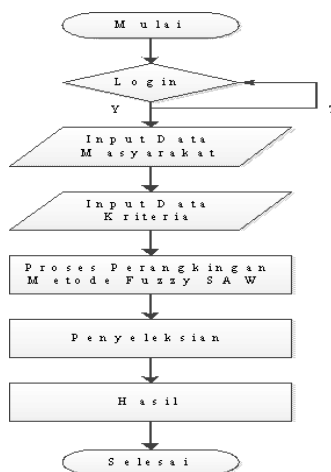 Mulai
Login
Y
Input Data
Masyarakat
Input Data
Kriteria
Proses Perangkingan
Metode Fuzzy SAW
Penyeleksian
Hasil
Selesai